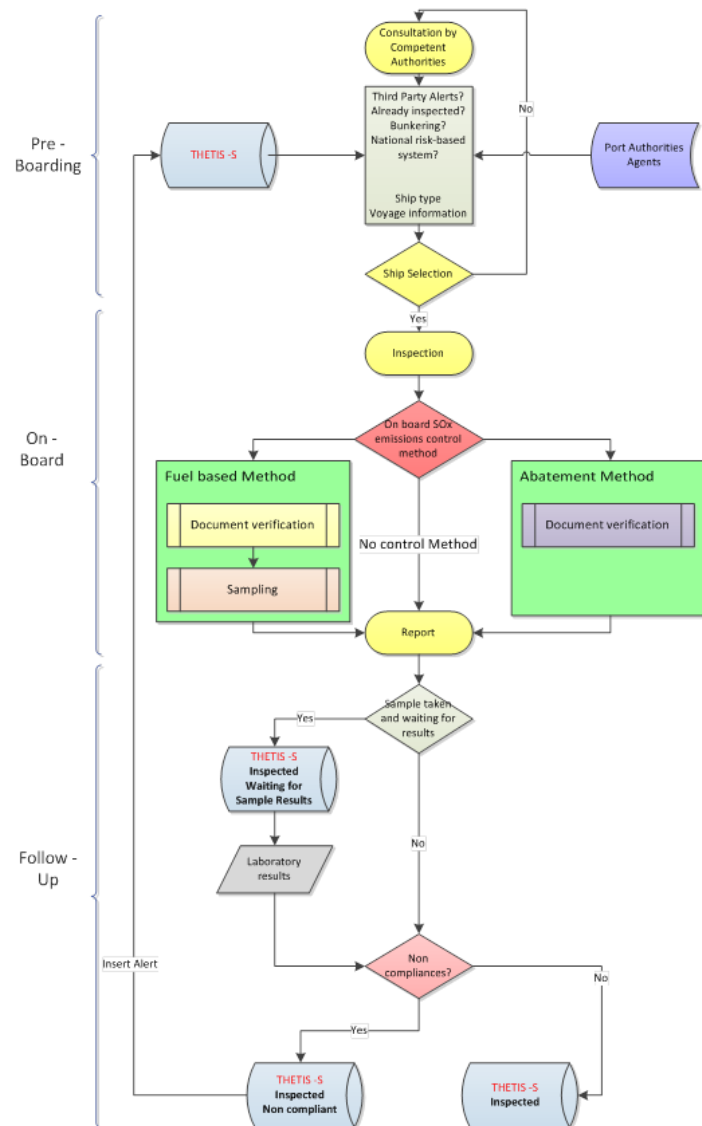 Consultation by
Competent
Authorities
No
Third Party Alerts?
Already inspected?
Bunkering?
National risk-based
system?
Ship type
Voyage information
Pre -
Boarding
THETIS -S
Port Authorities
Agents
Ship Selection
Yes
Inspection
On -
Board
On board SOx
emissions control
method
Fuel based Method
Document verification
Sampling
No control Method
Abatement Method
Document verification
Report
Sample taken
and waiting for
results
Yes
THETIS -S
Inspected
Waiting for
Sample Results
No
Follow -
Up
Laboratory
results
Insert Alert
Non
compliances?
No
Yes
THETIS -S
Inspected
Non compliant
THETIS -S
Inspected